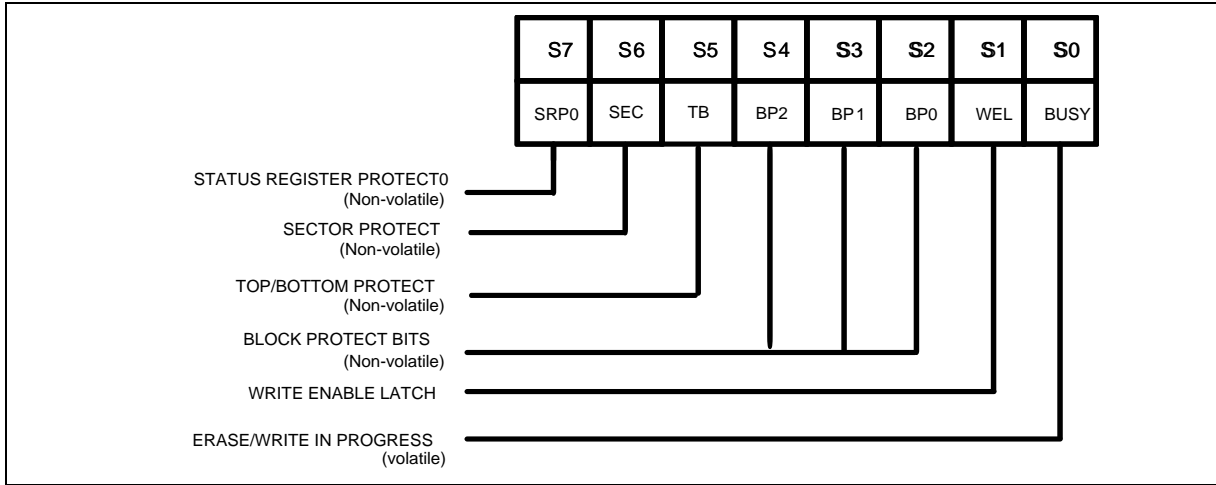 S7 S6 S5 S4 S3 S2 S1 S0
SRP0 SEC TB BP2 BP1 BP0 WEL BUSY
STATUS REGISTER PROTECT0
(Non-volatile)
SECTOR PROTECT
(Non-volatile)
TOP/BOTTOM PROTECT
(Non-volatile)
BLOCK PROTECT BITS
(Non-volatile)
WRITE ENABLE LATCH
ERASE/WRITE IN PROGRESS
(volatile)